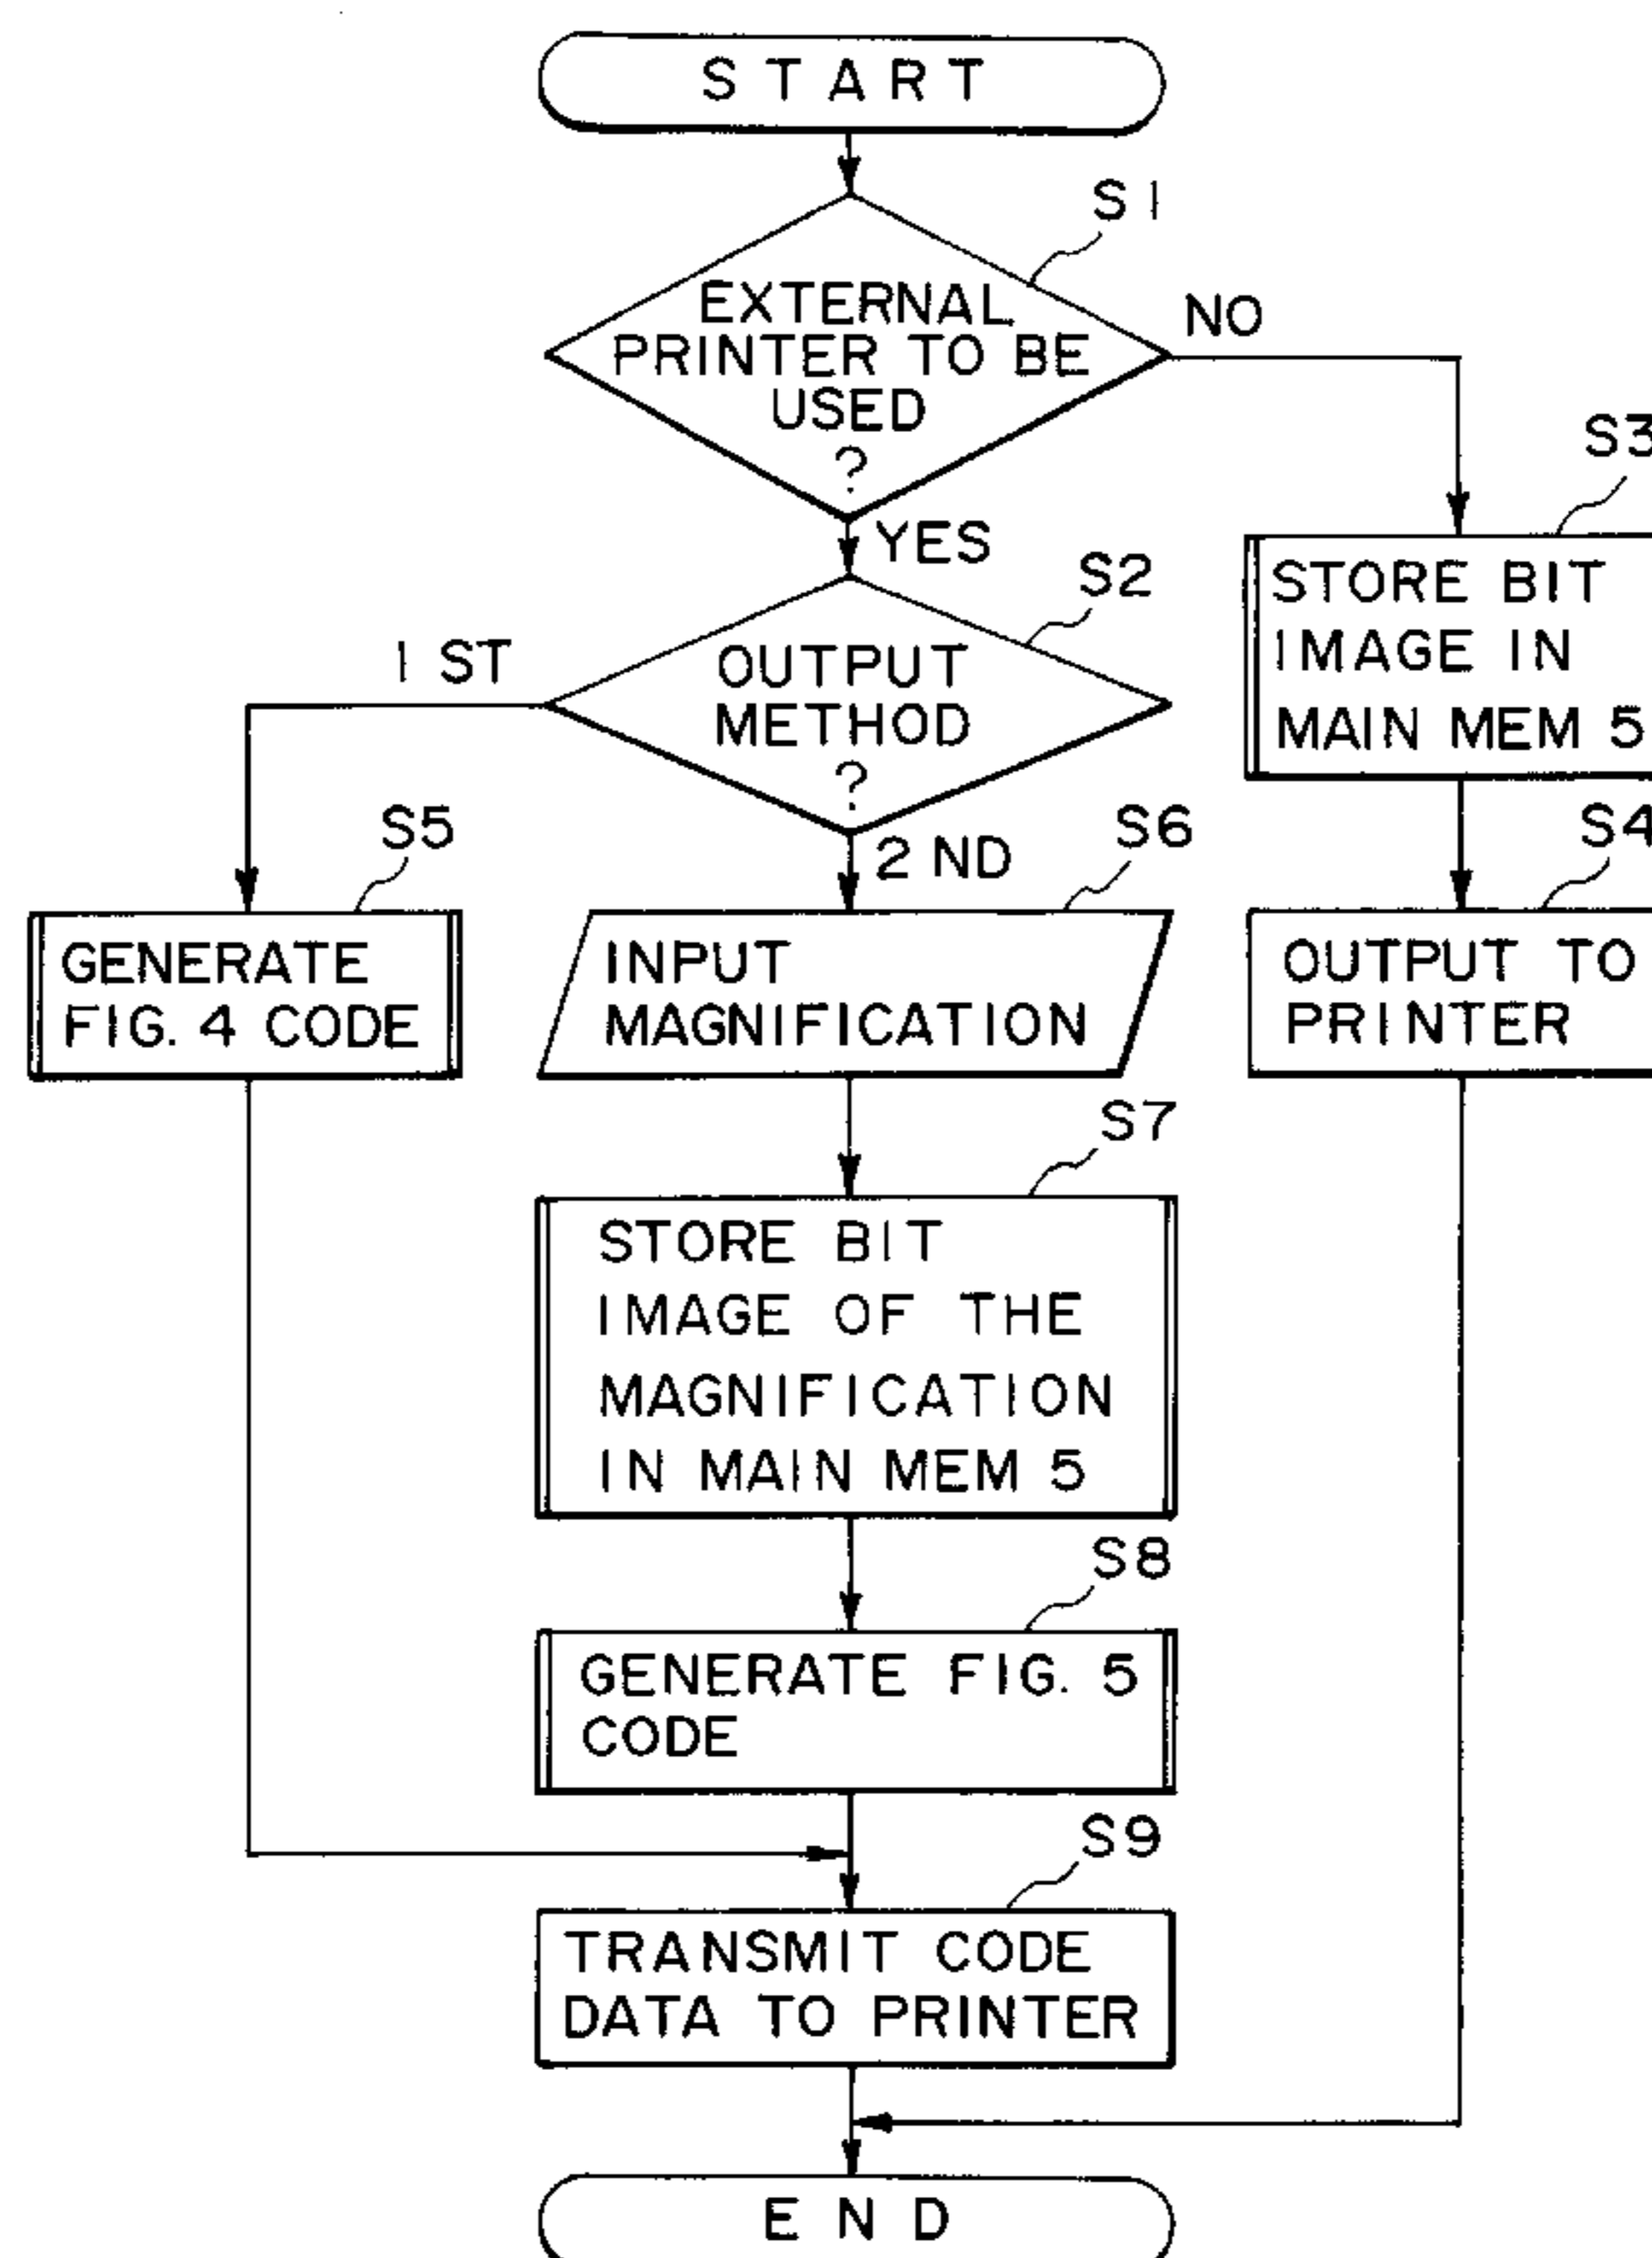 START
S1
EXTERNAL
PRINTER TO BE
USED
?
NO
YES
S2
OUTPUT
METHOD
?
1 ST
2 ND
S3
STORE BIT
IMAGE IN
MAIN MEM 5
S4
OUTPUT TO
PRINTER
S5
GENERATE
FIG. 4 CODE
S6
INPUT
MAGNIFICATION
S7
STORE BIT
IMAGE OF THE
MAGNIFICATION
IN MAIN MEM 5
S8
GENERATE FIG. 5
CODE
S9
TRANSMIT CODE
DATA TO PRINTER
END